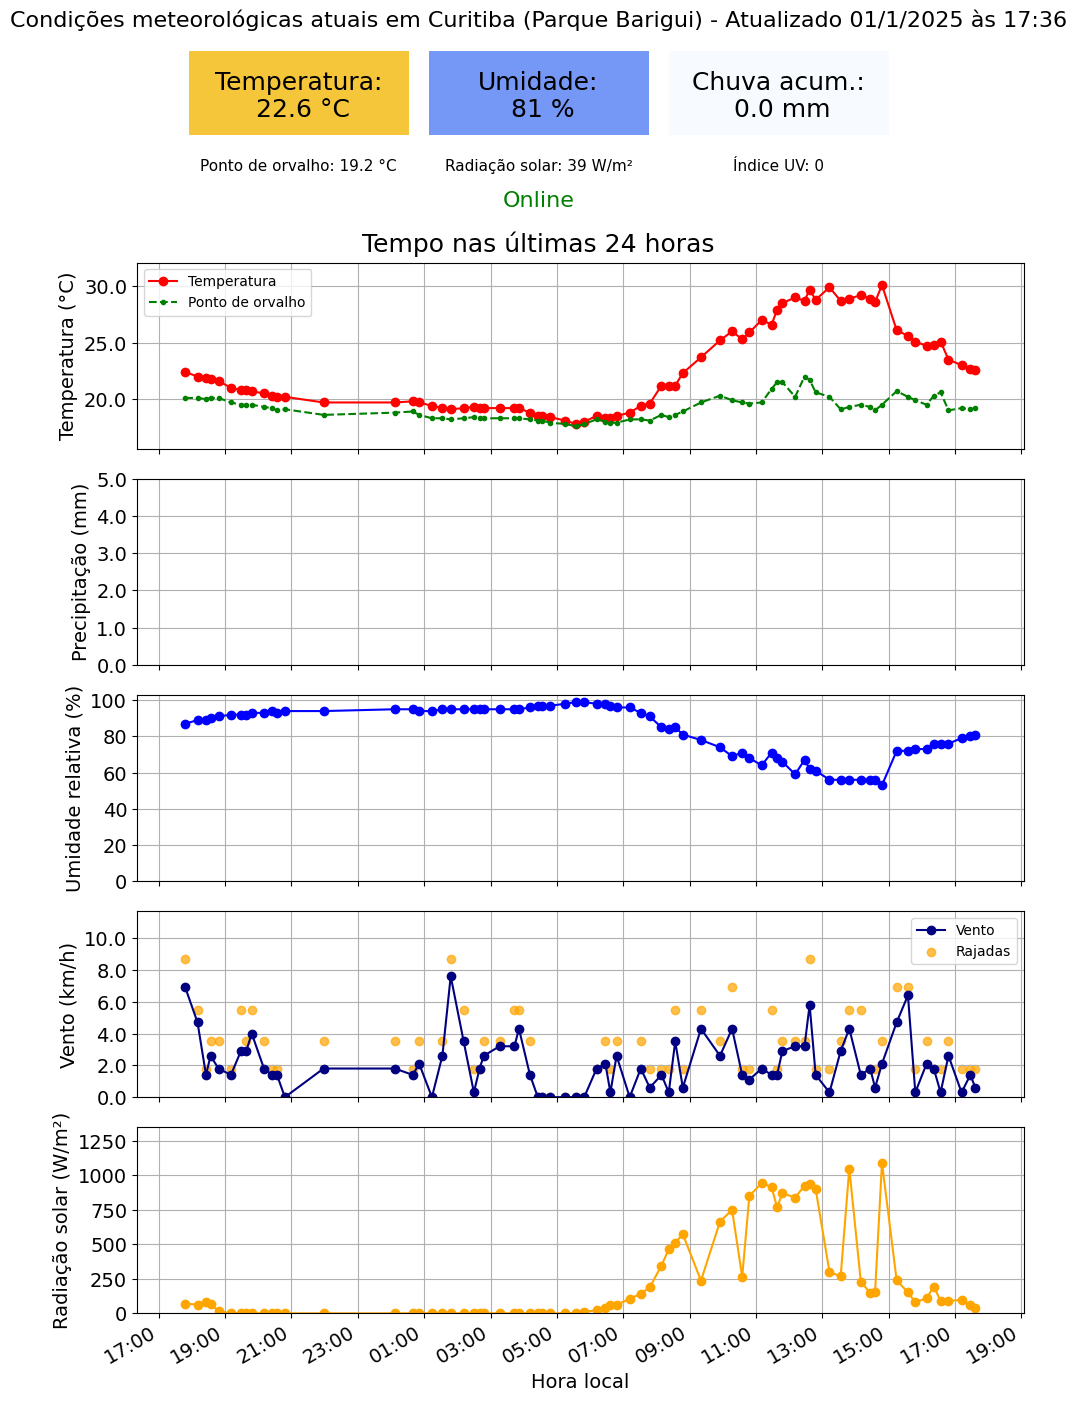 Condições meteorológicas atuais em Curitiba (Parque Barigui) - Atualizado 01/1/2025 às 17:36
Temperatura:
22.6 °C
Umidade:
81 %
Chuva acum.:
0.0 mm
Ponto de orvalho: 19.2 °C
Radiação solar: 39 W/m²
Índice UV: 0
Online
Tempo nas últimas 24 horas
Temperatura (°C)
30.0
25.0
20.0
Temperatura
Ponto de orvalho
Precipitação (mm)
5.0
4.0
3.0
2.0
1.0
0.0
Umidade relativa (%)
100
80
60
40
20
0
Vento (km/h)
10.0
8.0
6.0
4.0
2.0
0.0
Vento
Rajadas
Radiação solar (W/m²)
1250
1000
750
500
250
0
17:00
19:00
21:00
23:00
01:00
03:00
05:00
07:00
09:00
11:00
13:00
15:00
17:00
19:00
Hora local